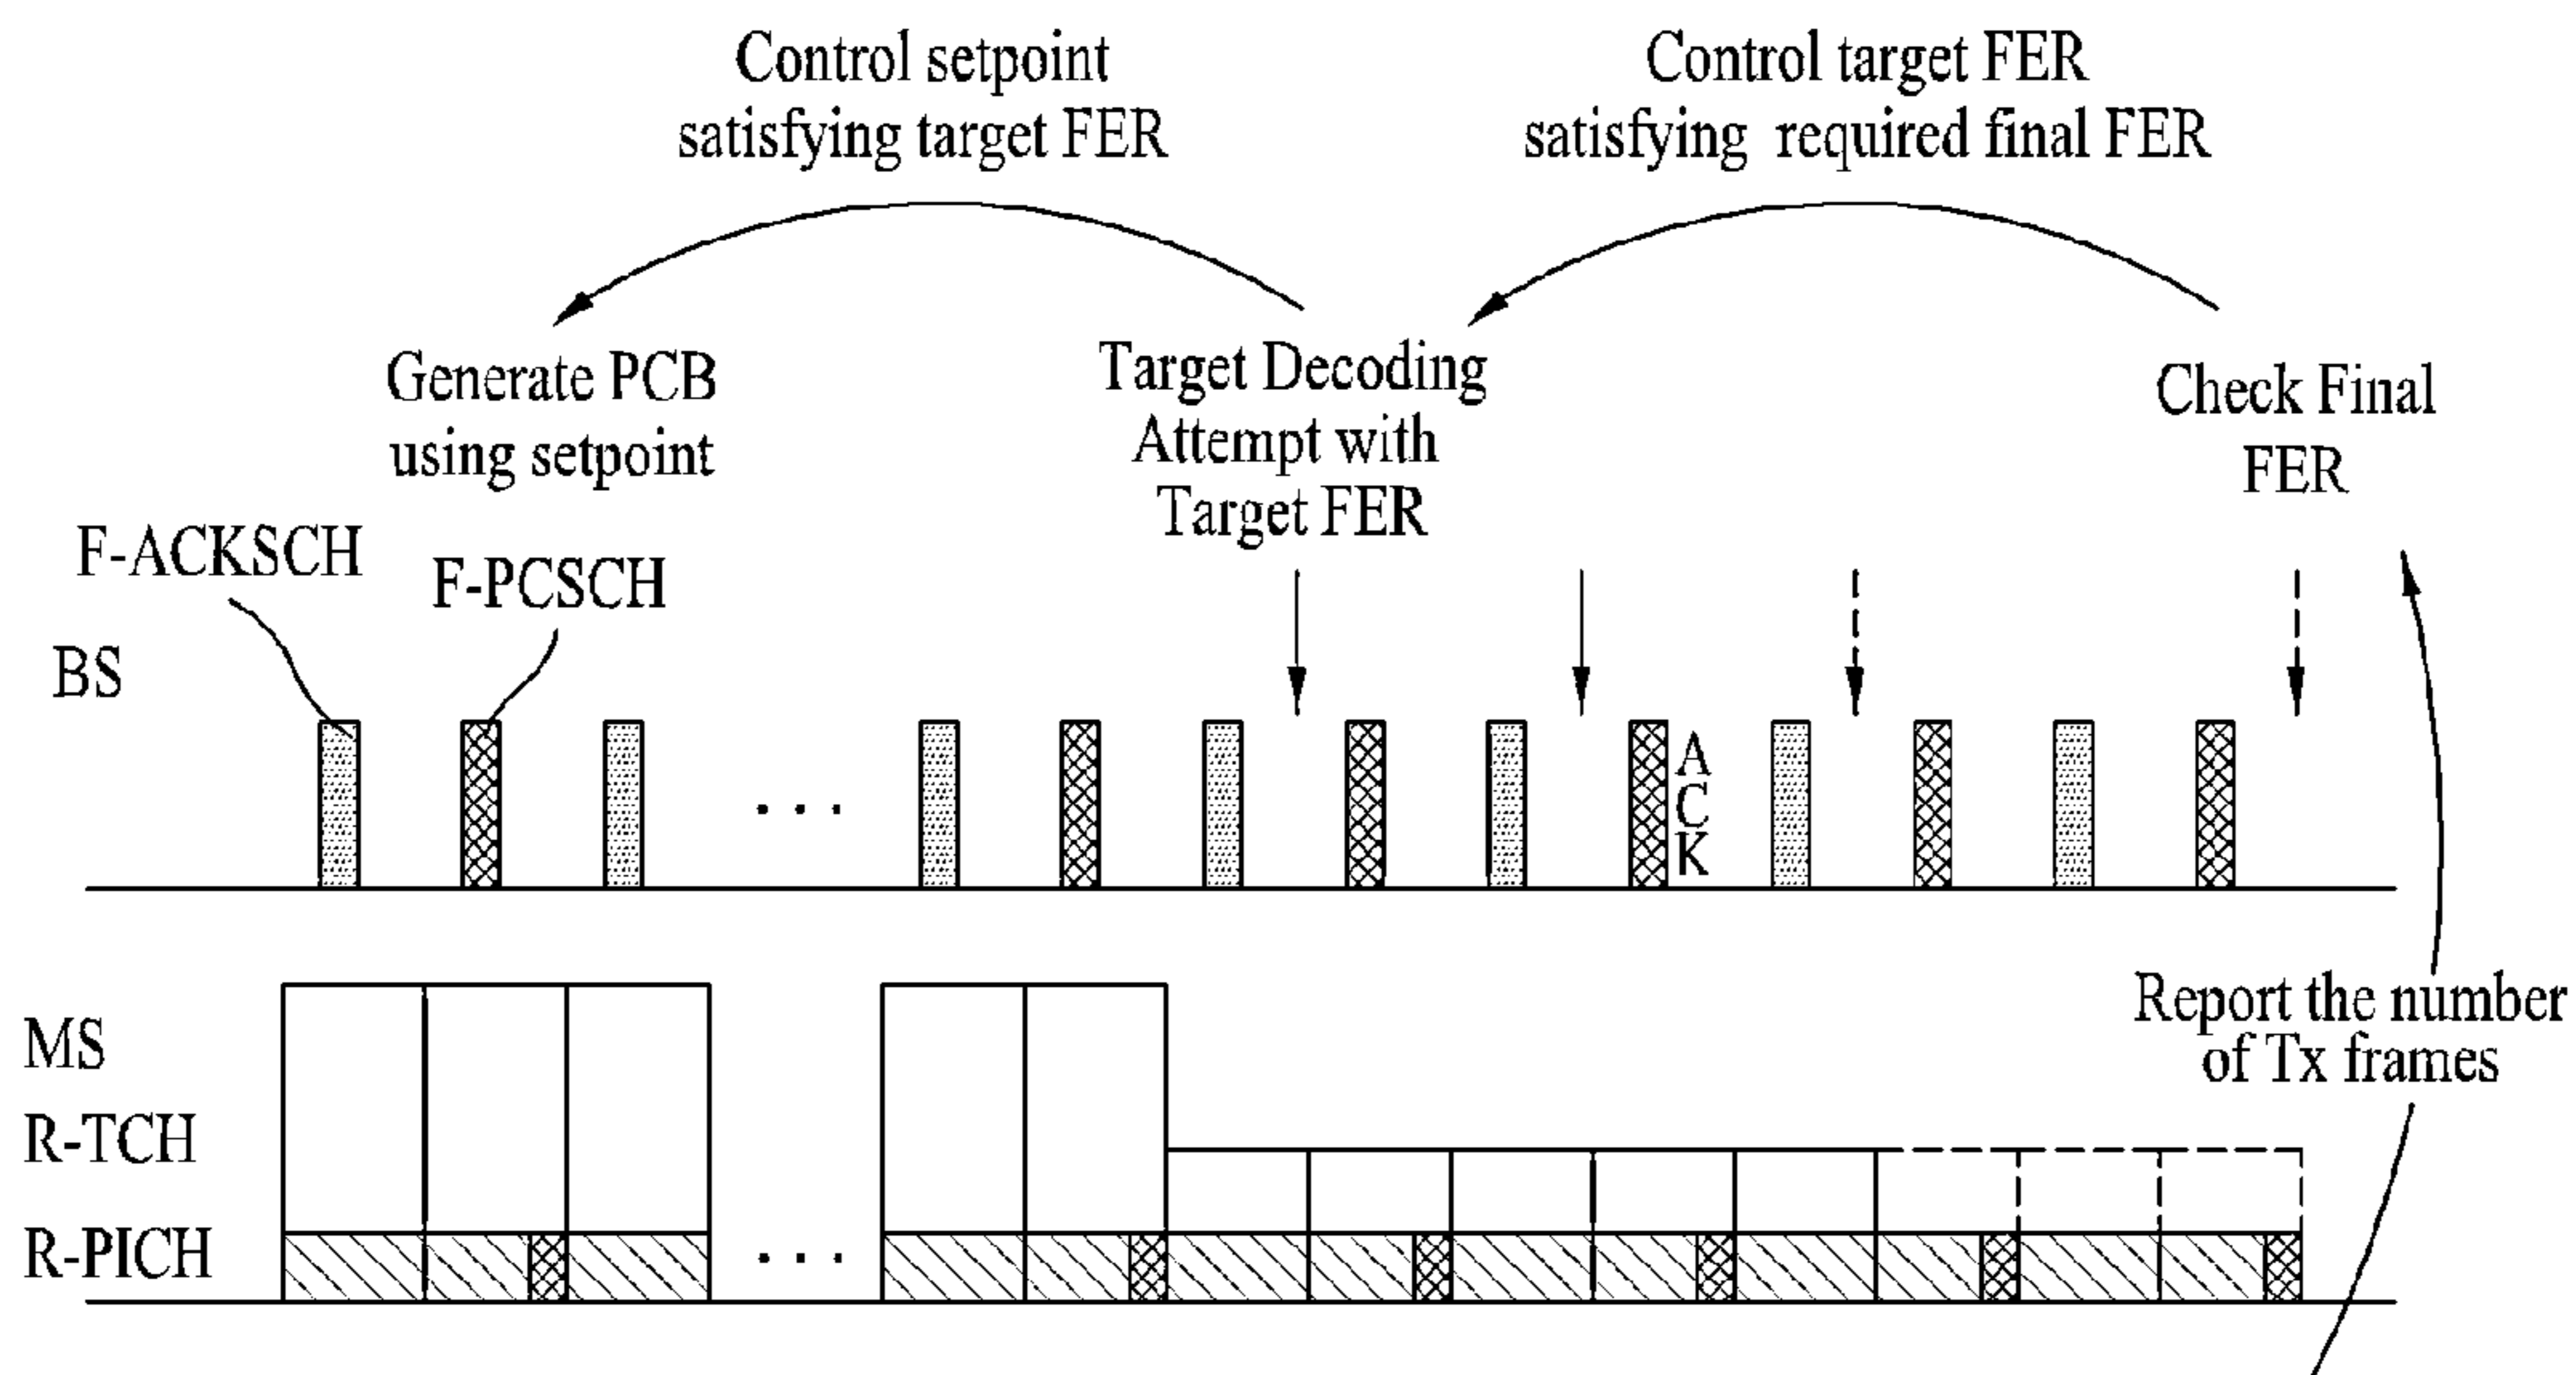 Control setpoint
satisfying target FER
Control target FER
satisfying required final FER
Generate PCB
using setpoint
Target Decoding
Attempt with
Target FER
Check Final
FER
F-ACKSCH
F-PCSCH
BS
A
C
K
. . .
MS
R-TCH
R-PICH
. . .
Report the number
of Tx frames